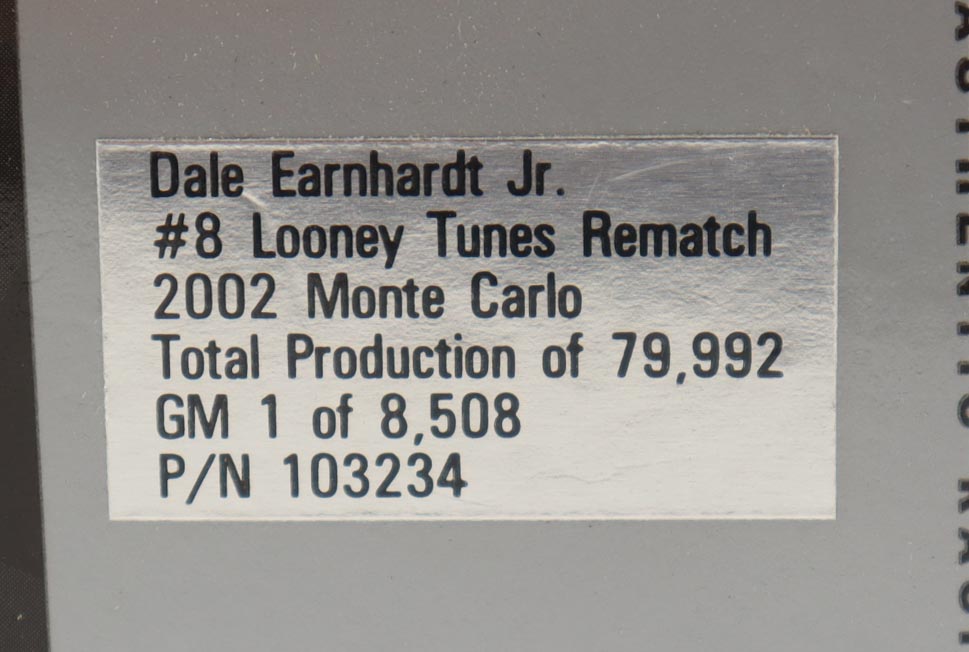 Dale Earnhardt Jr.
#8 Looney Tunes Rematch
2002 Monte Carlo
Total Production of 79,992
GM 1 of 8,508
P/N 103234